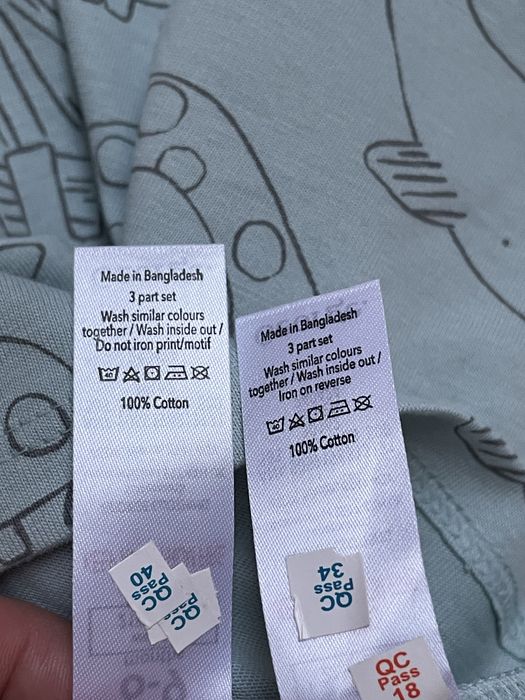 Made in Bangladesh
3 part set
Wash similar colours
together / Wash inside out /
Do not iron print/motif
100% Cotton
QC
Pass
40
QC
Pass
Made in Bangladesh
3 part set
Wash similar colours
together / Wash inside out /
Iron on reverse
40
100% Cotton
QC
Pass
34
QC
Pass
18